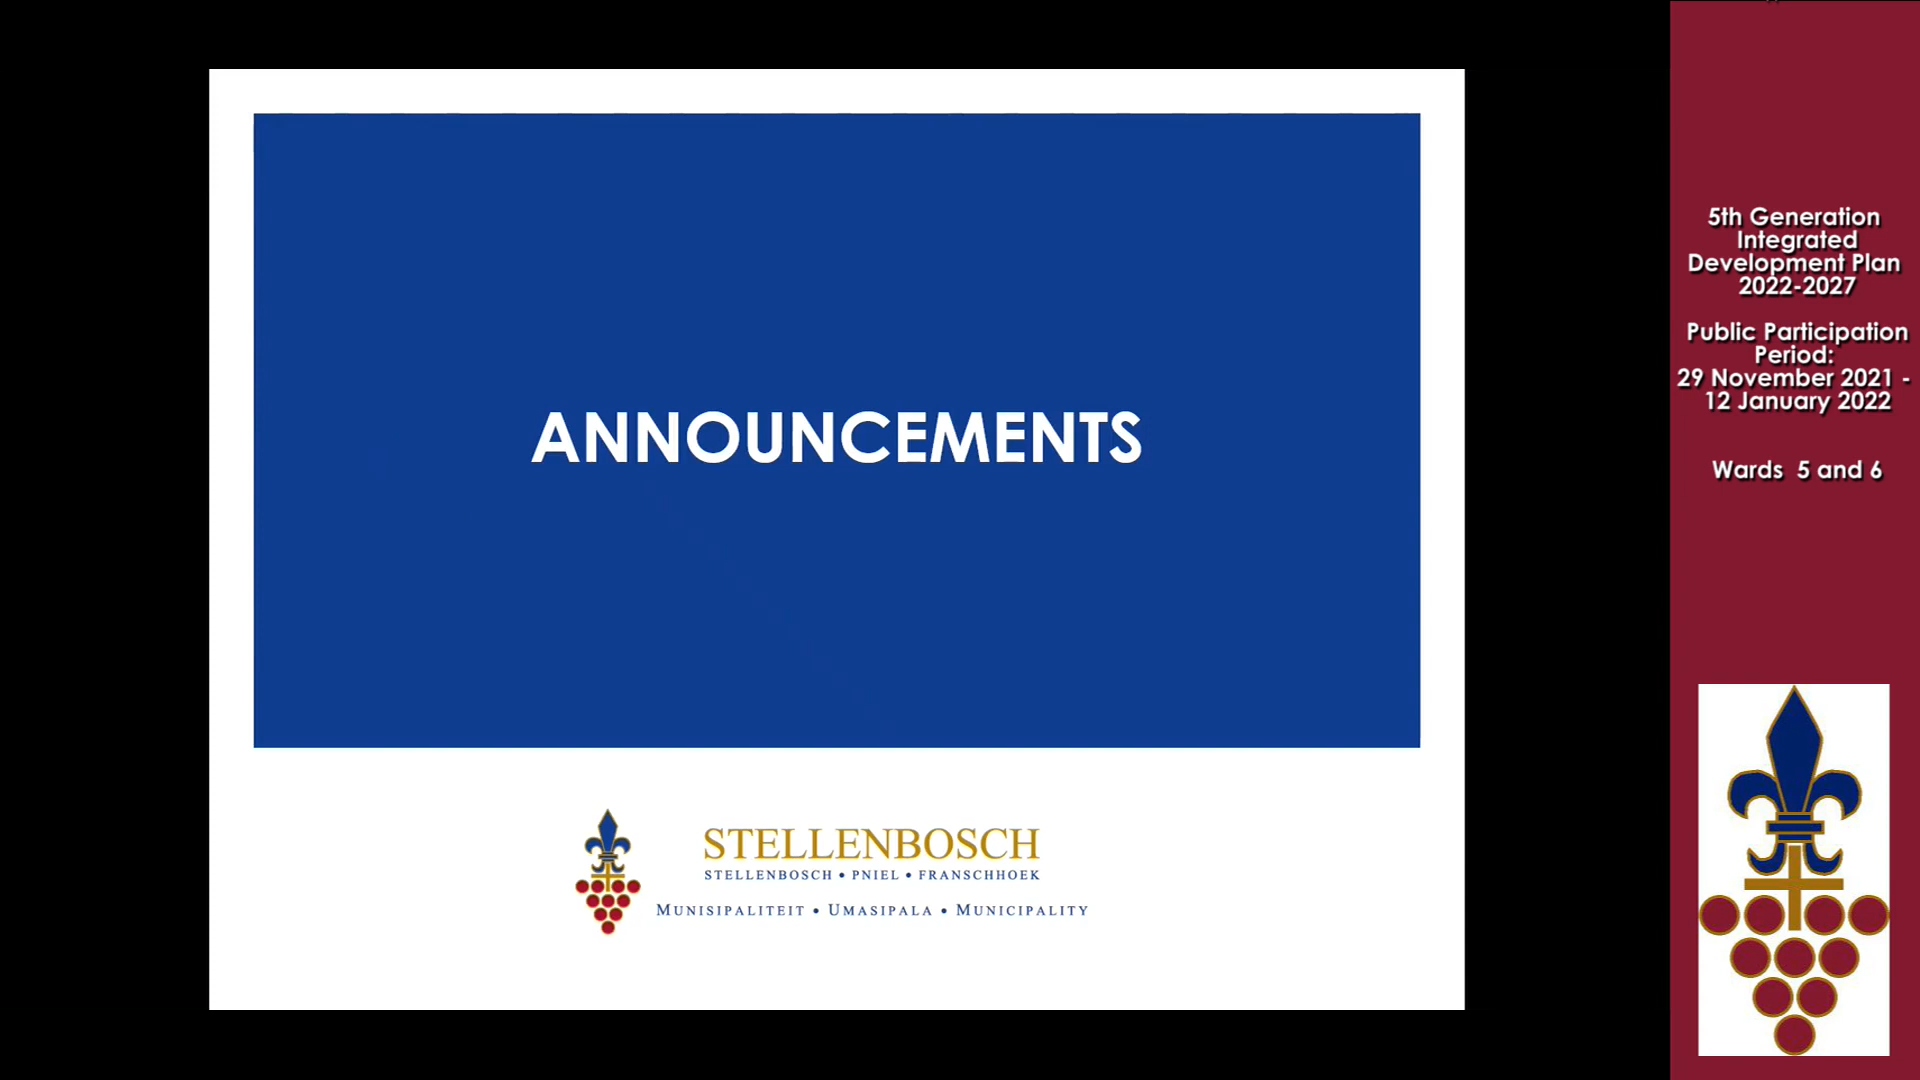 ANNOUNCEMENTS
STELLENBOSCH
STELLENBOSCH • PNIEL • FRANSCHHOEK
MUNISIPALITEIT • UMASIPALA • MUNICIPALITY
5th Generation
Integrated
Development Plan
2022-2027
Public Participation
Period:
29 November 2021 -
12 January 2022
Wards 5 and 6